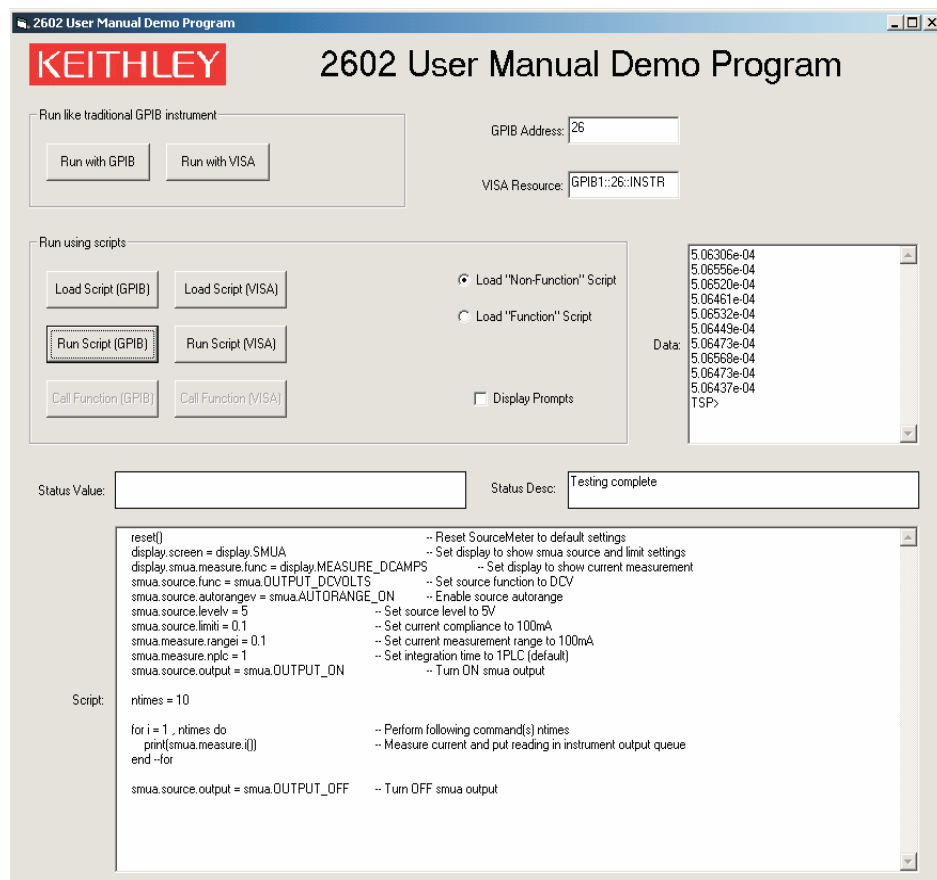 2602 User Manual Demo Program
KEITHLEY
2602 User Manual Demo Program
Run like traditional GPIB instrument
Run with GPIB
Run with VISA
GPIB Address:
26
VISA Resource:
GPIB1::26::INSTR
Run using scripts
Load Script (GPIB)
Load Script (VISA)
Load "Non-Function" Script
Load "Function" Script
Run Script (GPIB)
Run Script (VISA)
Call Function (GPIB)
Call Function (VISA)
Display Prompts
Data:
5.06306e-04
5.06556e-04
5.06520e-04
5.06461e-04
5.06532e-04
5.06449e-04
5.06473e-04
5.06568e-04
5.06473e-04
5.06437e-04
TSP>
Status Value:
Status Desc:
Testing complete
Script:
reset() -- Reset SourceMeter to default settings
display.screen = display.SMUA -- Set display to show smua source and limit settings
display.smua.measure.func = display.MEASURE_DCAMPS -- Set display to show current measurement
smua.source.func = smua.OUTPUT_DCVOLTS -- Set source function to DCV
smua.source.autorangev = smua.AUTORANGE_ON -- Enable source autorange
smua.source.levelv = 5 -- Set source level to 5V
smua.source.limiti = 0.1 -- Set current compliance to 100mA
smua.measure.rangei = 0.1 -- Set current measurement range to 100mA
smua.measure.nplc = 1 -- Set integration time to 1PLC (default)
smua.source.output = smua.OUTPUT_ON -- Turn ON smua output
ntimes = 10
for i = 1 , ntimes do -- Perform following command(s) ntimes
print(smua.measure.i()) -- Measure current and put reading in instrument output queue
end --for
smua.source.output = smua.OUTPUT_OFF -- Turn OFF smua output